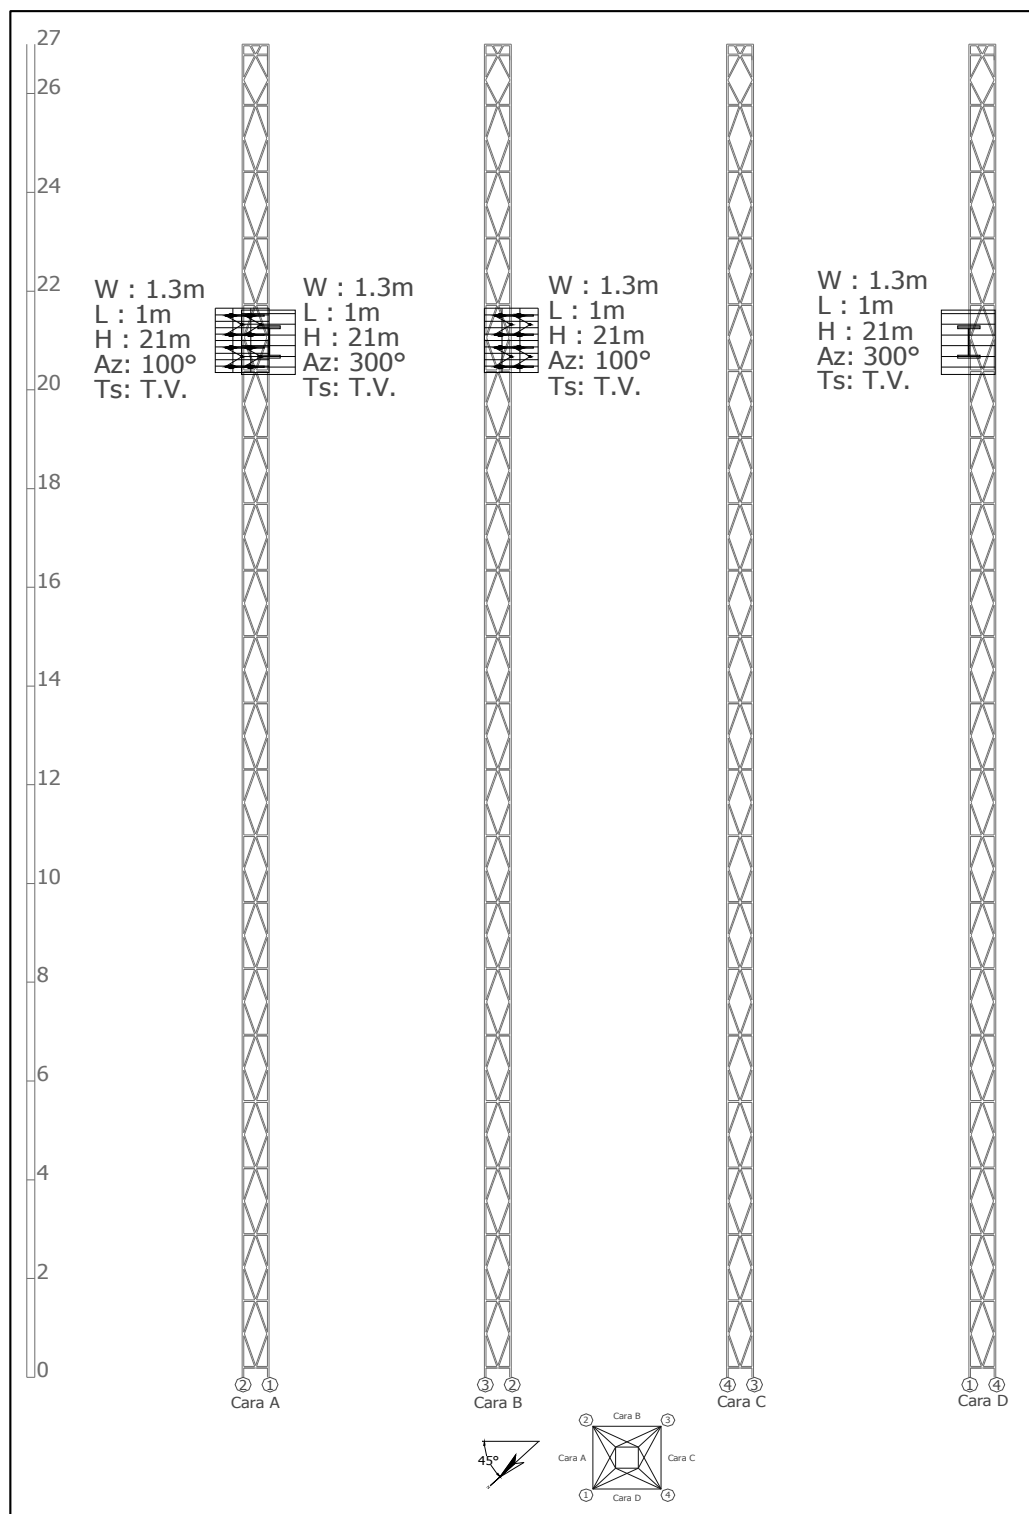 27
26
24
22
20
18
16
14
12
10
8
6
4
2
0
W : 1.3m
L : 1m
H : 21m
Az: 100°
Ts: T.V.
W : 1.3m
L : 1m
H : 21m
Az: 300°
Ts: T.V.
W : 1.3m
L : 1m
H : 21m
Az: 100°
Ts: T.V.
W : 1.3m
L : 1m
H : 21m
Az: 300°
Ts: T.V.
2 1
Cara A
3 2
Cara B
4 3
Cara C
1 4
Cara D
45°
2 Cara B 3
Cara A Cara C
1 Cara D 4